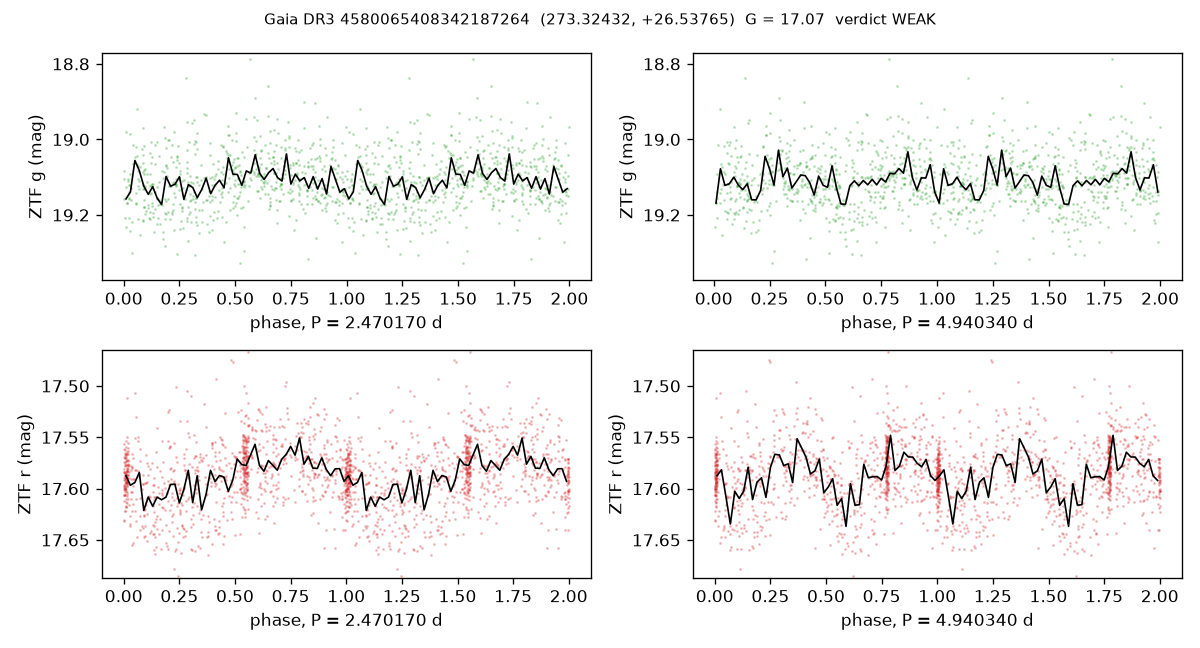 Gaia DR3 4580065408342187264 (273.32432, +26.53765) G = 17.07 verdict WEAK
ZTF g (mag)
18.8
19.0
19.2
0.00 0.25 0.50 0.75 1.00 1.25 1.50 1.75 2.00
phase, P = 2.470170 d
ZTF g (mag)
18.8
19.0
19.2
0.00 0.25 0.50 0.75 1.00 1.25 1.50 1.75 2.00
phase, P = 4.940340 d
ZTF r (mag)
17.50
17.55
17.60
17.65
0.00 0.25 0.50 0.75 1.00 1.25 1.50 1.75 2.00
phase, P = 2.470170 d
ZTF r (mag)
17.50
17.55
17.60
17.65
0.00 0.25 0.50 0.75 1.00 1.25 1.50 1.75 2.00
phase, P = 4.940340 d